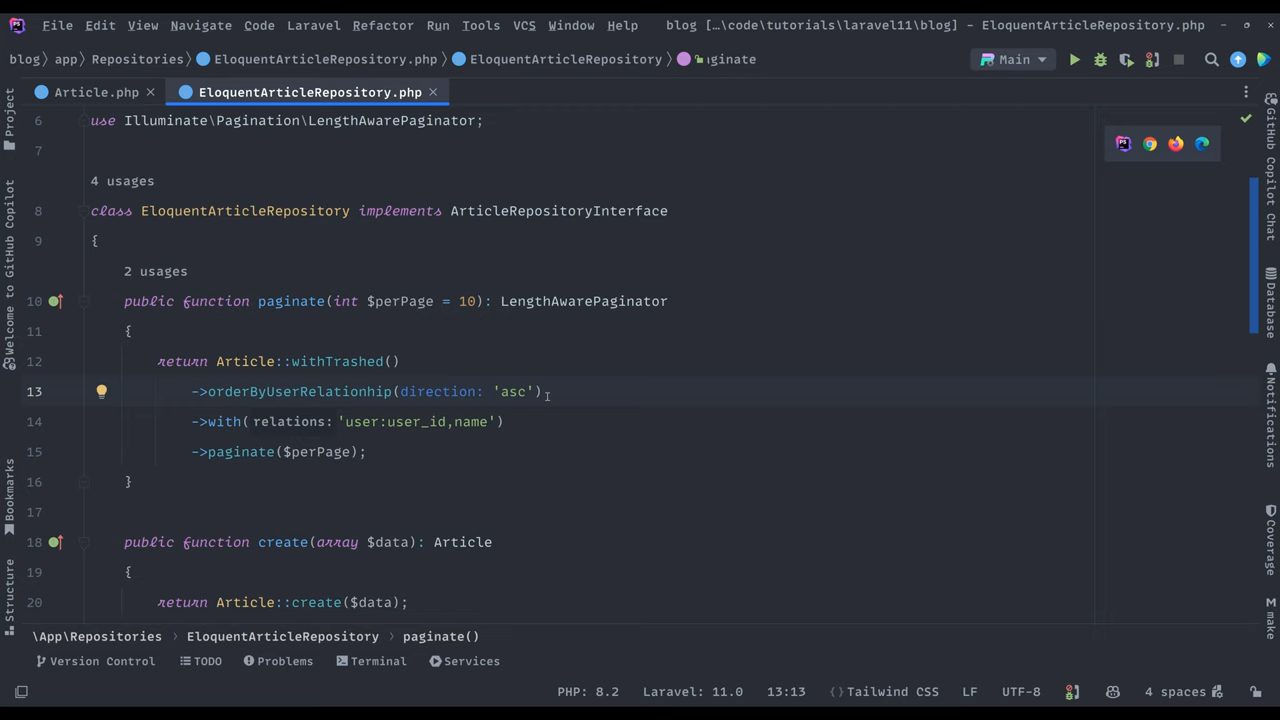 File Edit View Navigate Code Laravel Refactor Run Tools VCS Window Help blog […\code\tutorials\laravel11\blog) – EloquentArticleRepository.php
blog app Repositories EloquentArticleRepository.php EloquentArticleRepository ıginate Main
Article.php EloquentArticleRepository.php
6 use Illuminate\Pagination\LengthAwarePaginator;
7
4 usages
8 class EloquentArticleRepository implements ArticleRepositoryInterface
9 {
2 usages
10 public function paginate(int $perPage = 10): LengthAwarePaginator
11 {
12 return Article::withTrashed()
13 ->orderByUserRelationhip(direction: 'asc')
14 ->with( relations: 'user:user_id,name')
15 ->paginate($perPage);
16 }
17
18 public function create(array $data): Article
19 {
20 return Article::create($data);
\App\Repositories EloquentArticleRepository paginate()
Version Control TODO Problems Terminal Services
PHP: 8.2 Laravel: 11.0 13:13 Tailwind CSS LF UTF-8 4 spaces
Project
Welcome to GitHub Copilot
Bookmarks
Structure
GitHub Copilot Chat
Database
Notifications
Coverage
M make